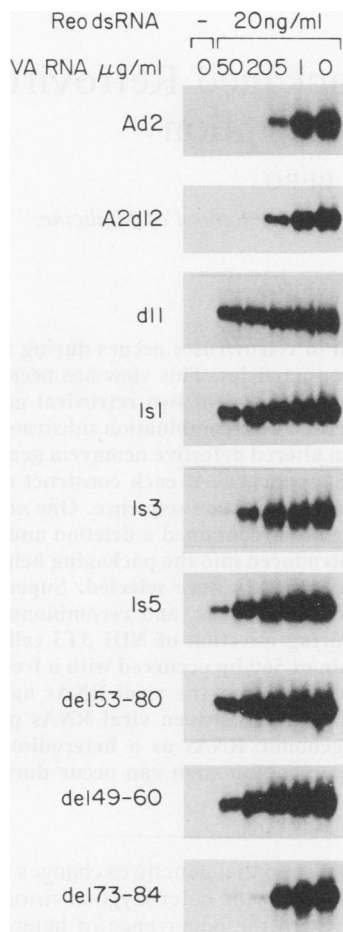 Reo dsRNA – 20ng/ml
VA RNA μg/ml 0 50 20 5 1 0
Ad2
A2dl2
dl1
ls1
ls3
ls5
del53-80
del49-60
del73-84